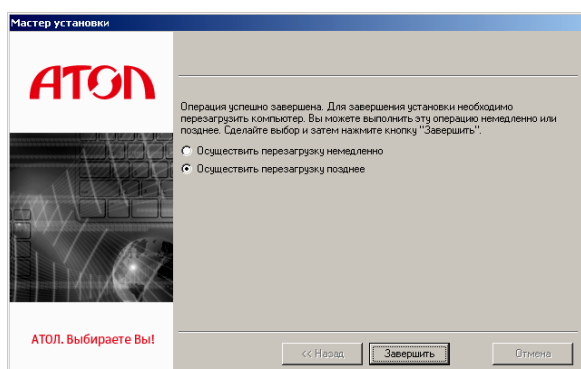 Мастер установки
АТОЛ
Операция успешно завершена. Для завершения установки необходимо
перезагрузить компьютер. Вы можете выполнить эту операцию немедленно или
позднее. Сделайте выбор и затем нажмите кнопку "Завершить".
Осуществить перезагрузку немедленно
Осуществить перезагрузку позднее
АТОЛ. Выбираете Вы!
<< Назад
Завершить
Отмена